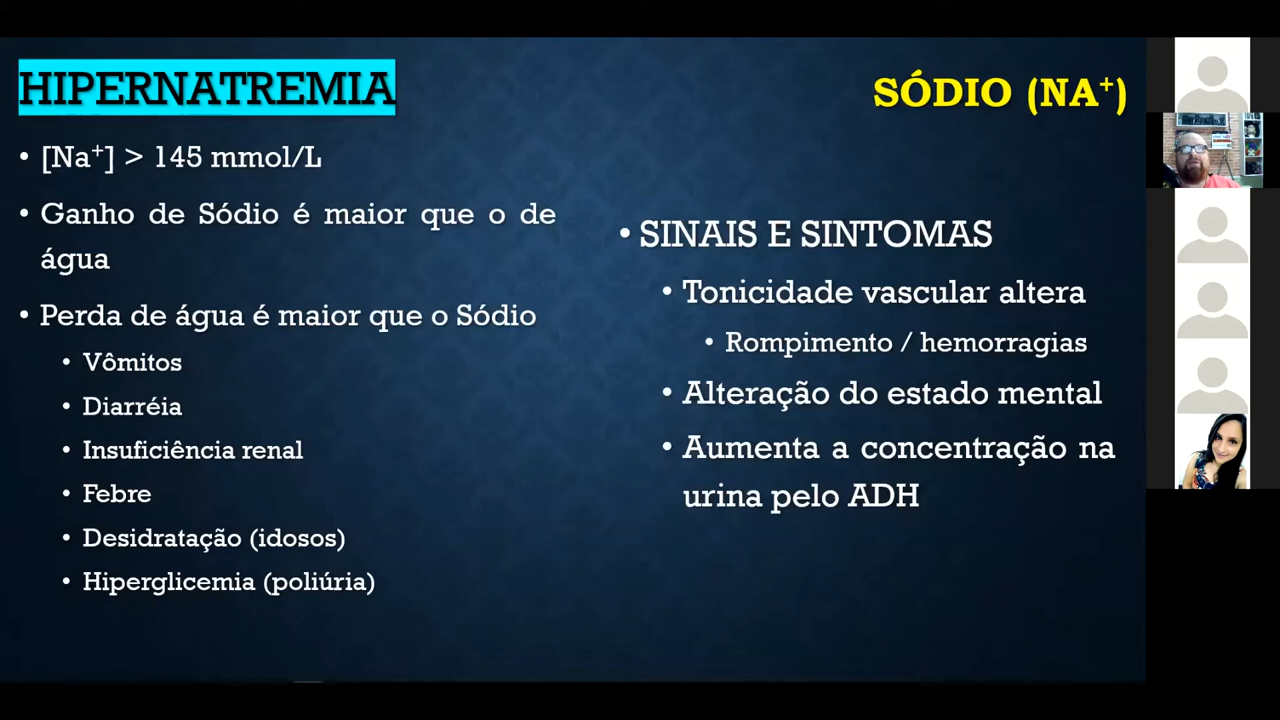 HIPERNATREMIA
SÓDIO (NA⁺)
• [Na⁺] > 145 mmol/L
• Ganho de Sódio é maior que o de
água
• Perda de água é maior que o Sódio
• Vômitos
• Diarréia
• Insuficiência renal
• Febre
• Desidratação (idosos)
• Hiperglicemia (poliúria)
• SINAIS E SINTOMAS
• Tonicidade vascular altera
• Rompimento / hemorragias
• Alteração do estado mental
• Aumenta a concentração na
urina pelo ADH